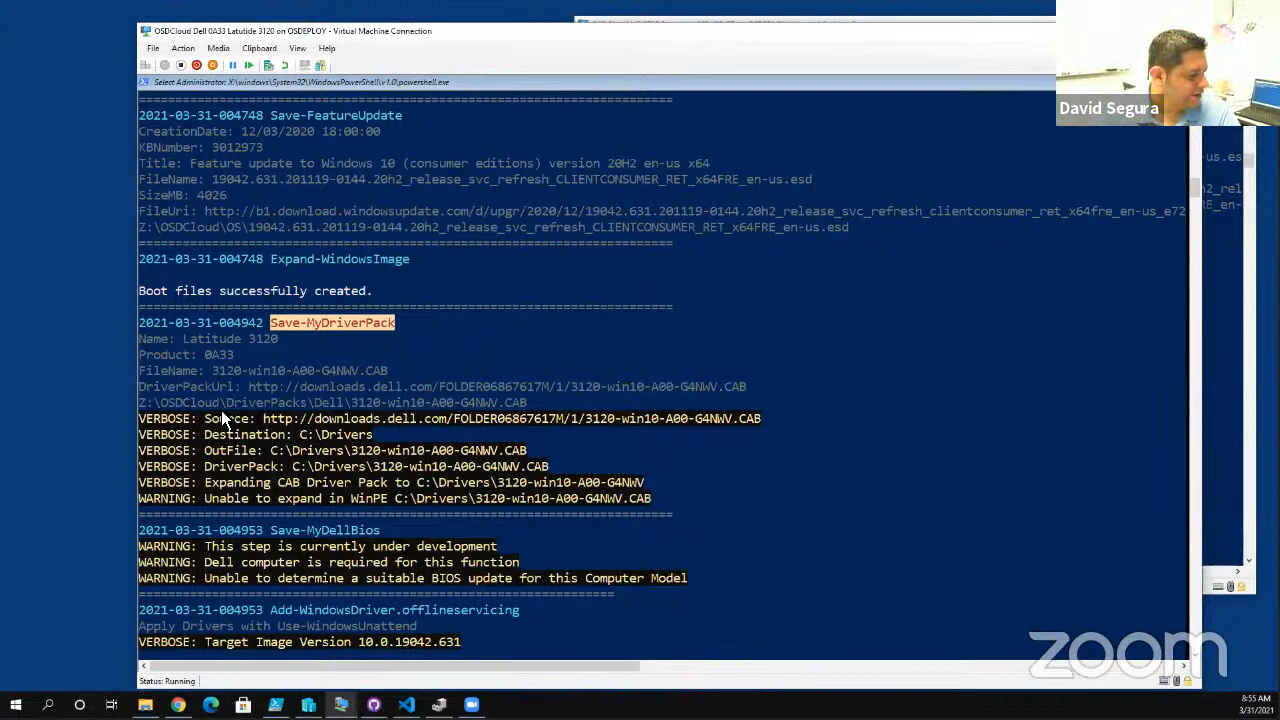 OSDCloud Dell 0A33 Latutide 3120 on OSDEPLOY - Virtual Machine Connection
File Action Media Clipboard View Help
Select Administrator: X:\windows\System32\WindowsPowerShell\v1.0\powershell.exe
David Segura
=========================================================================
2021-03-31-004748 Save-FeatureUpdate
CreationDate: 12/03/2020 18:00:00
KBNumber: 3012973
Title: Feature update to Windows 10 (consumer editions) version 20H2 en-us x64
FileName: 19042.631.201119-0144.20h2_release_svc_refresh_CLIENTCONSUMER_RET_x64FRE_en-us.esd
SizeMB: 4026
FileUri: http://b1.download.windowsupdate.com/d/upgr/2020/12/19042.631.201119-0144.20h2_release_svc_refresh_clientconsumer_ret_x64fre_en-us_e72
Z:\OSDCloud\OS\19042.631.201119-0144.20h2_release_svc_refresh_CLIENTCONSUMER_RET_x64FRE_en-us.esd
=========================================================================
2021-03-31-004748 Expand-WindowsImage
Boot files successfully created.
=========================================================================
2021-03-31-004942 Save-MyDriverPack
Name: Latitude 3120
Product: 0A33
FileName: 3120-win10-A00-G4NWV.CAB
DriverPackUrl: http://downloads.dell.com/FOLDER06867617M/1/3120-win10-A00-G4NWV.CAB
Z:\OSDCloud\DriverPacks\Dell\3120-win10-A00-G4NWV.CAB
VERBOSE: Source: http://downloads.dell.com/FOLDER06867617M/1/3120-win10-A00-G4NWV.CAB
VERBOSE: Destination: C:\Drivers
VERBOSE: OutFile: C:\Drivers\3120-win10-A00-G4NWV.CAB
VERBOSE: DriverPack: C:\Drivers\3120-win10-A00-G4NWV.CAB
VERBOSE: Expanding CAB Driver Pack to C:\Drivers\3120-win10-A00-G4NWV
WARNING: Unable to expand in WinPE C:\Drivers\3120-win10-A00-G4NWV.CAB
=========================================================================
2021-03-31-004953 Save-MyDellBios
WARNING: This step is currently under development
WARNING: Dell computer is required for this function
WARNING: Unable to determine a suitable BIOS update for this Computer Model
=================================================================
2021-03-31-004953 Add-WindowsDriver.offlineservicing
Apply Drivers with Use-WindowsUnattend
VERBOSE: Target Image Version 10.0.19042.631
-us.es
h2_rel
RE_en-
zoom
Status: Running
8:55 AM
3/31/2021